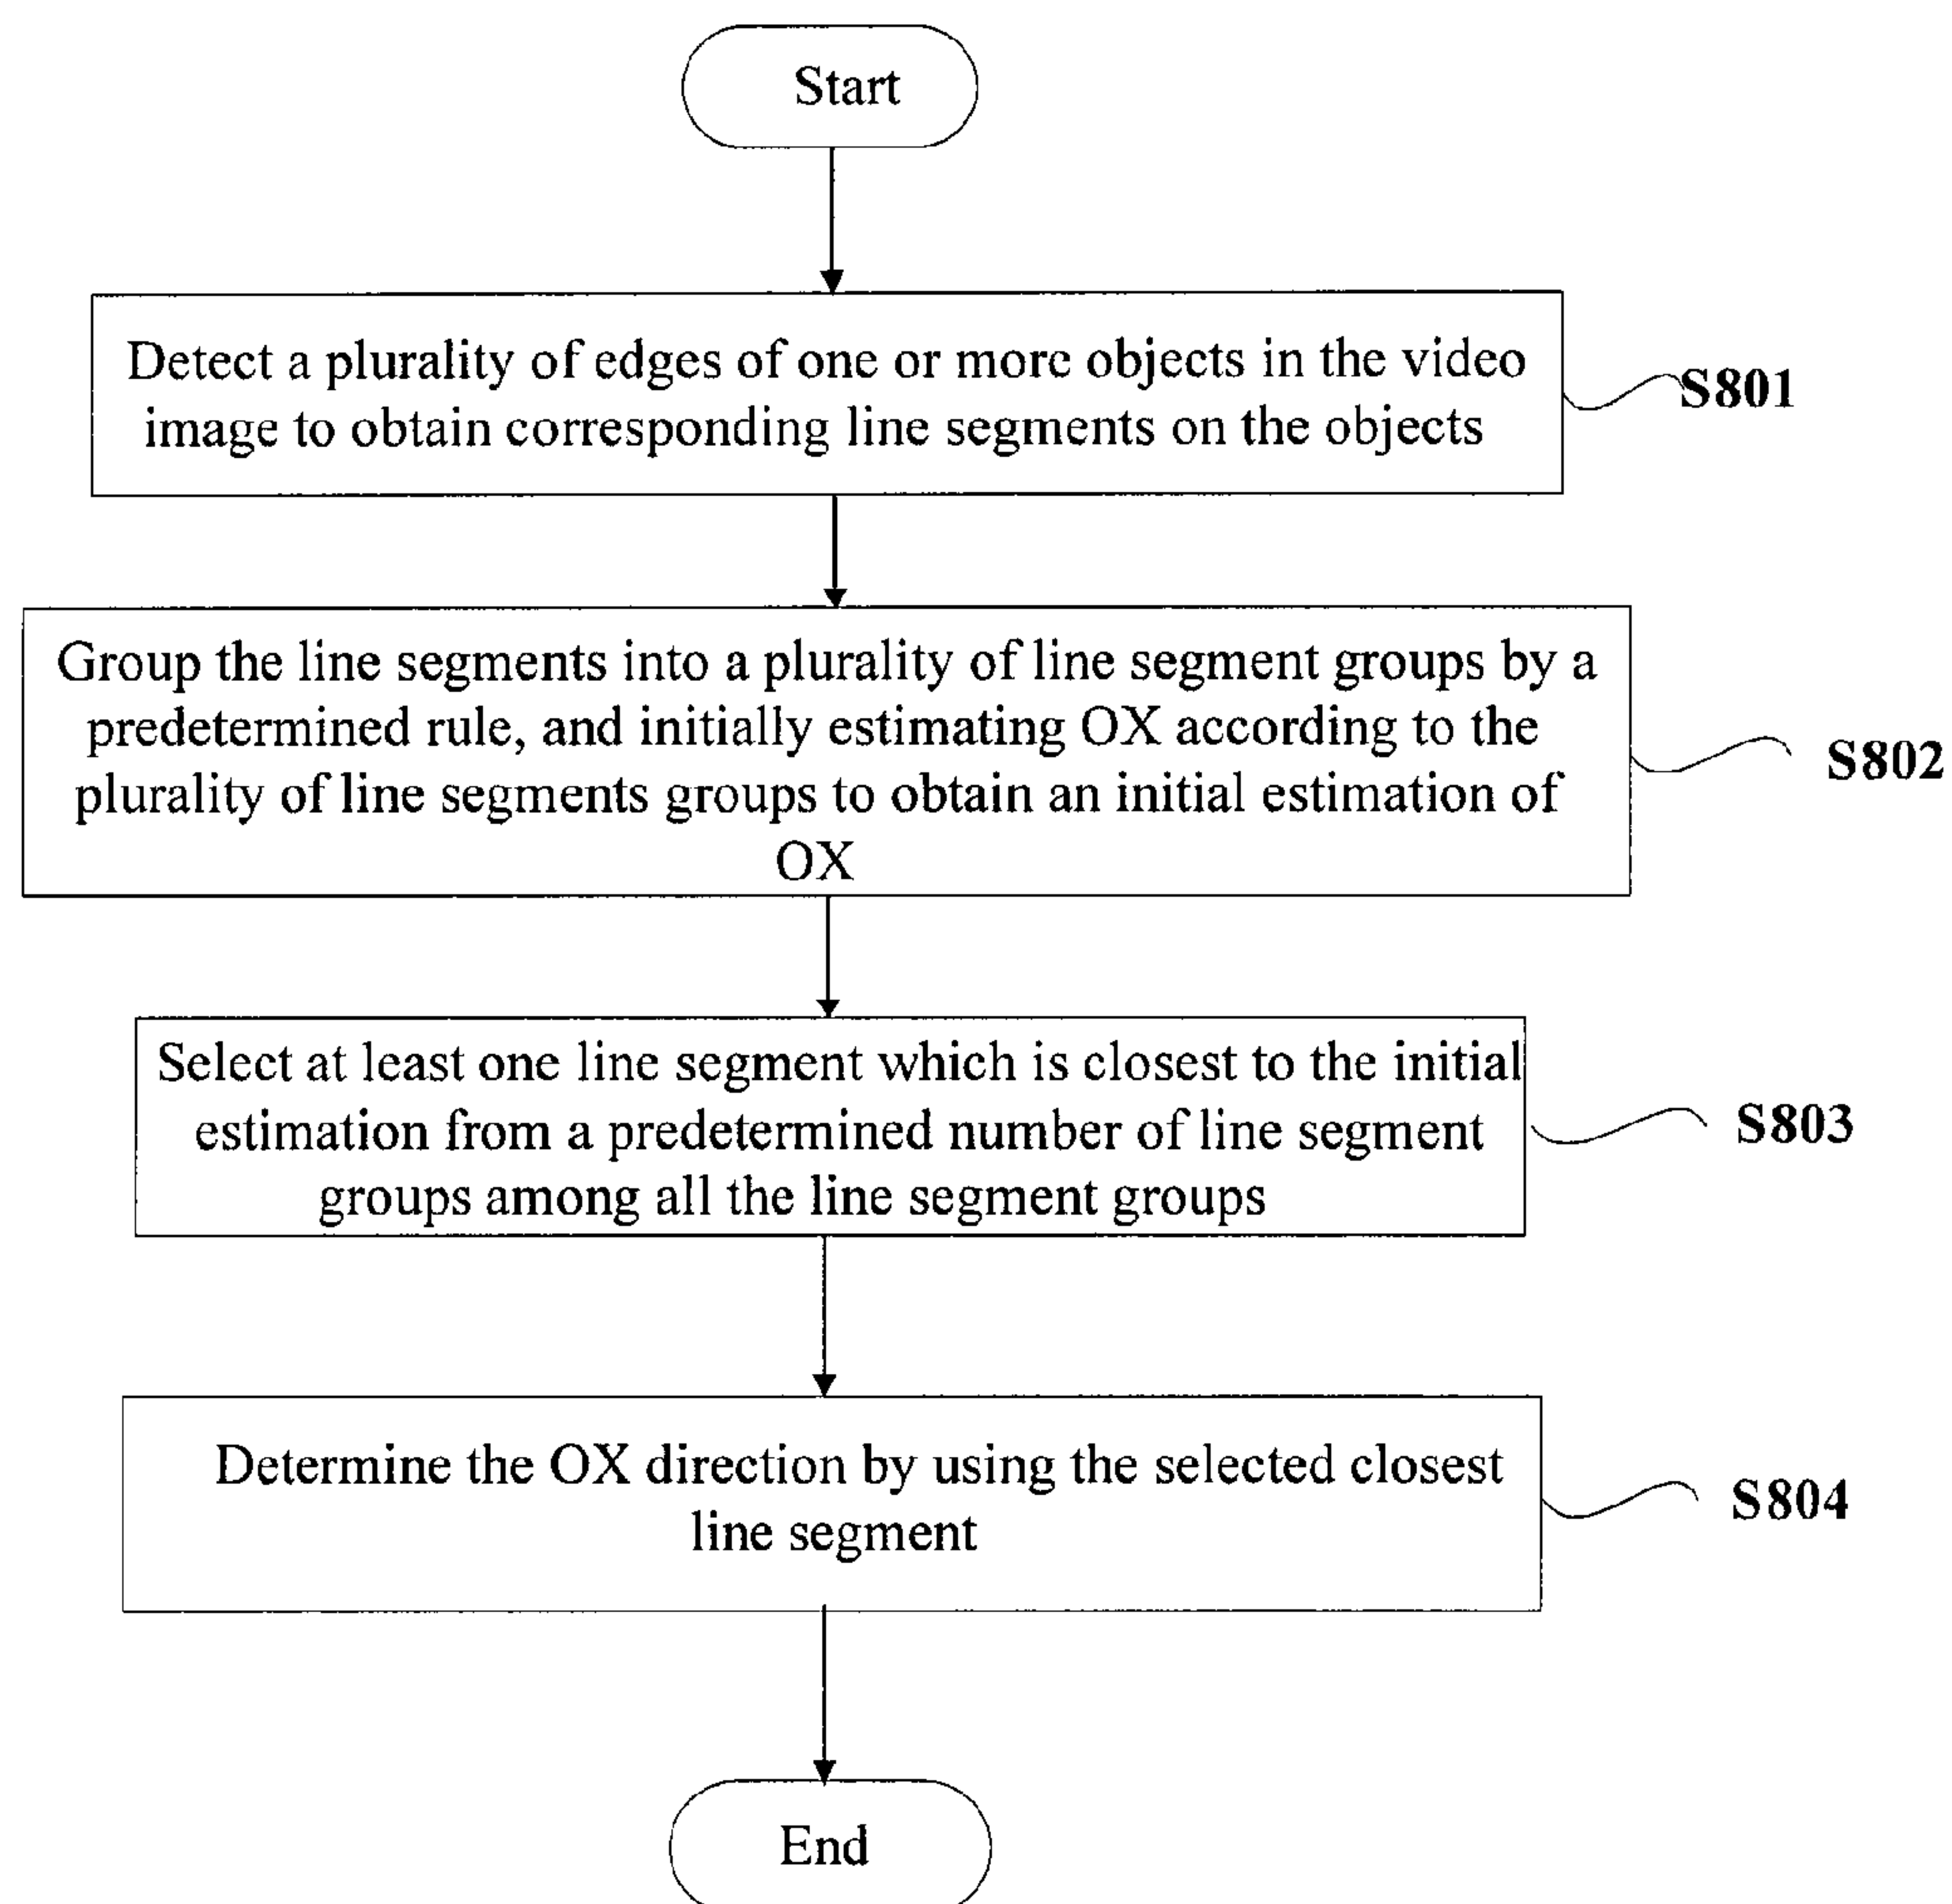 Start
Detect a plurality of edges of one or more objects in the video
image to obtain corresponding line segments on the objects
S801
Group the line segments into a plurality of line segment groups by a
predetermined rule, and initially estimating OX according to the
plurality of line segments groups to obtain an initial estimation of
OX
S802
Select at least one line segment which is closest to the initial
estimation from a predetermined number of line segment
groups among all the line segment groups
S803
Determine the OX direction by using the selected closest
line segment
S804
End